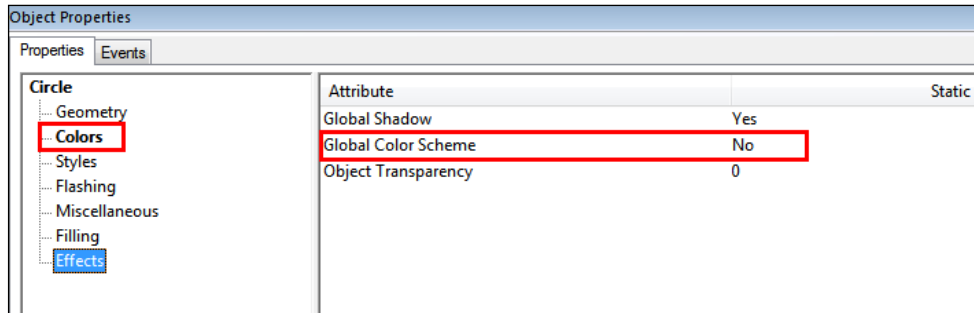 Object Properties
Properties Events
Circle
Geometry
Colors
Styles
Flashing
Miscellaneous
Filling
Effects
Attribute Static
Global Shadow Yes
Global Color Scheme No
Object Transparency 0